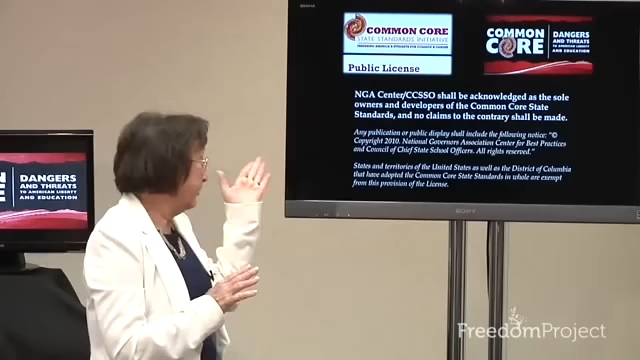 COMMON CORE
STATE STANDARDS INITIATIVE
PREPARING AMERICA'S STUDENTS FOR COLLEGE & CAREER
Public License
COMMON
CORE
DANGERS
AND THREATS
TO AMERICAN LIBERTY
AND EDUCATION
NGA Center/CCSSO shall be acknowledged as the sole
owners and developers of the Common Core State
Standards, and no claims to the contrary shall be made.
Any publication or public display shall include the following notice: "©
Copyright 2010. National Governors Association Center for Best Practices
and Council of Chief State School Officers. All rights reserved."
States and territories of the United States as well as the District of Columbia
that have adopted the Common Core State Standards in whole are exempt
from this provision of the License.
SONY
DANGERS
AND THREATS
TO AMERICAN LIBERTY
AND EDUCATION
FreedomProject